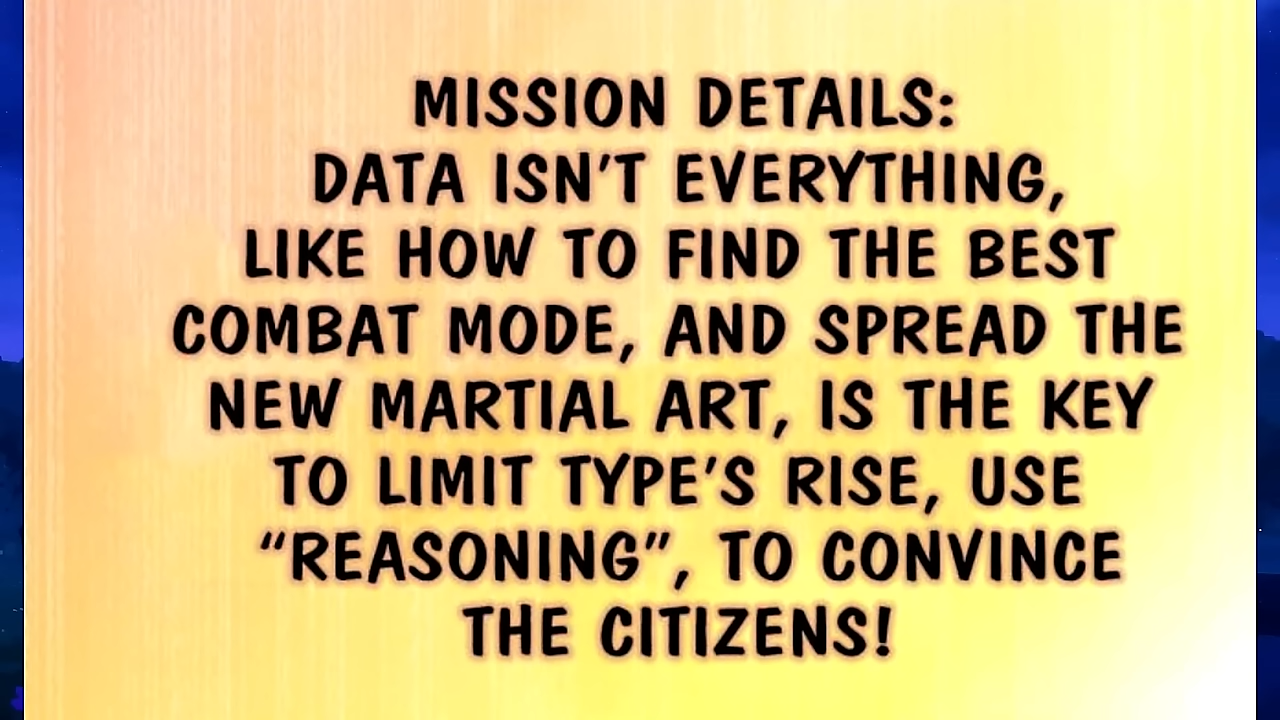 MISSION DETAILS:
DATA ISN'T EVERYTHING,
LIKE HOW TO FIND THE BEST
COMBAT MODE, AND SPREAD THE
NEW MARTIAL ART, IS THE KEY
TO LIMIT TYPE'S RISE, USE
“REASONING”, TO CONVINCE
THE CITIZENS!